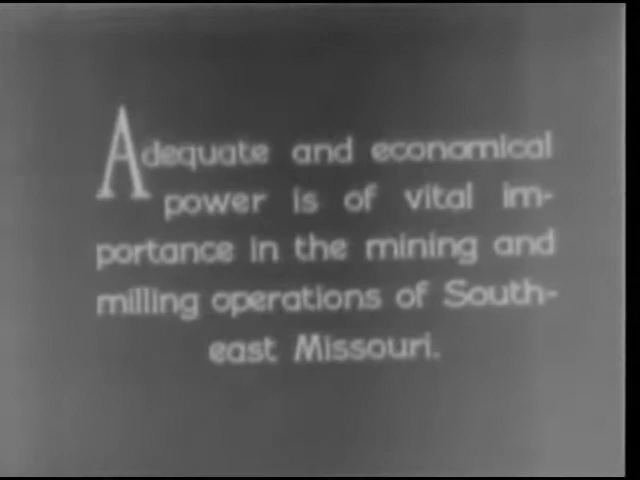 Adequate and economical
power is of vital im-
portance in the mining and
milling operations of South-
east Missouri.